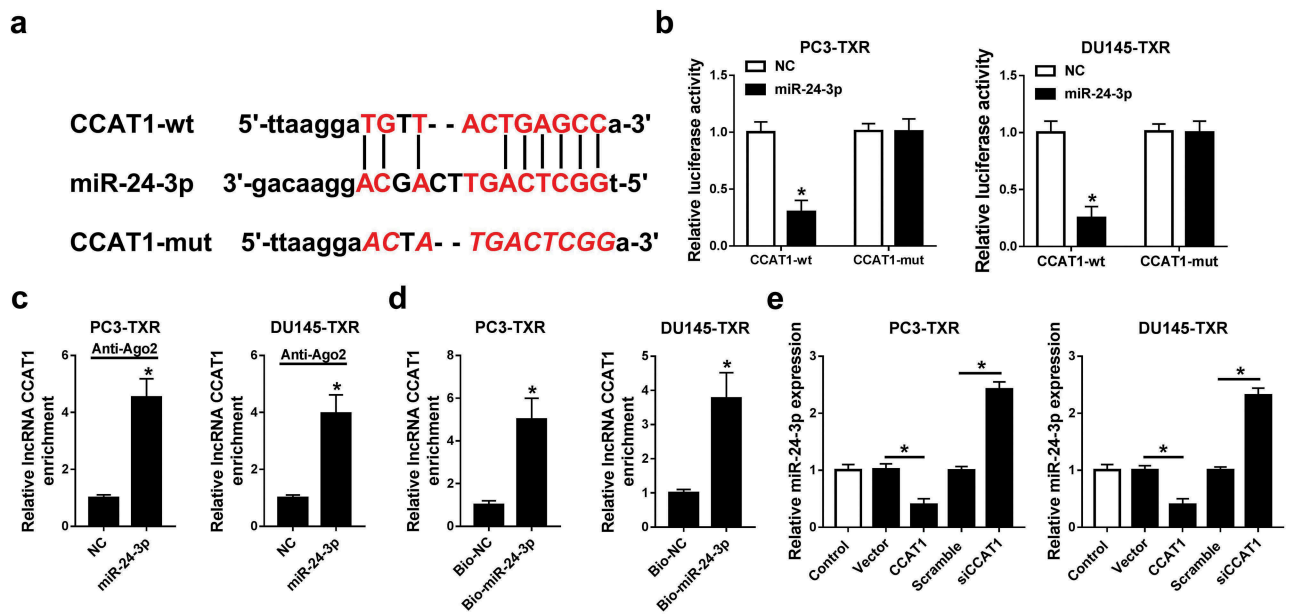 a
CCAT1-wt 5'-ttaaggaTGTT- - ACTGAGCCa-3'
miR-24-3p 3'-gacaaggACGACTTGACTCGGt-5'
CCAT1-mut 5'-ttaaggaACTA- - TGACTCGGa-3'
b
PC3-TXR
Relative luciferase activity
1.5
1.0
0.5
0.0
NC
miR-24-3p
*
CCAT1-wt
CCAT1-mut
DU145-TXR
Relative luciferase activity
1.5
1.0
0.5
0.0
NC
miR-24-3p
*
CCAT1-wt
CCAT1-mut
c
PC3-TXR
Anti-Ago2
Relative lncRNA CCAT1
enrichment
6
4
2
0
*
NC
miR-24-3p
DU145-TXR
Anti-Ago2
Relative lncRNA CCAT1
enrichment
6
4
2
0
*
NC
miR-24-3p
d
PC3-TXR
Relative lncRNA CCAT1
enrichment
8
6
4
2
0
*
Bio-NC
Bio-miR-24-3p
DU145-TXR
Relative lncRNA CCAT1
enrichment
5
4
3
2
1
0
*
Bio-NC
Bio-miR-24-3p
e
PC3-TXR
Relative miR-24-3p expression
3
2
1
0
*
*
Control
Vector
CCAT1
Scramble
siCCAT1
DU145-TXR
Relative miR-24-3p expression
3
2
1
0
*
*
Control
Vector
CCAT1
Scramble
siCCAT1